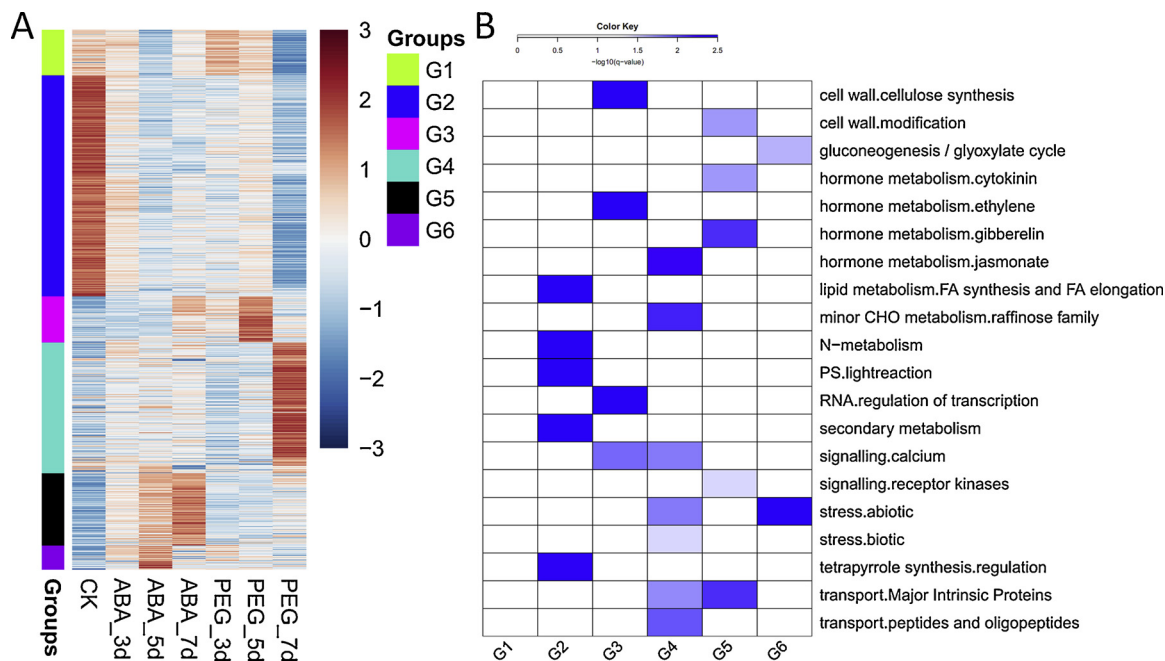 A
3
2
1
0
−1
−2
−3
Groups
G1
G2
G3
G4
G5
G6
Groups
CK
ABA_3d
ABA_5d
ABA_7d
PEG_3d
PEG_5d
PEG_7d
B
Color Key
0 0.5 1 1.5 2 2.5
−log10(q−value)
cell wall.cellulose synthesis
cell wall.modification
gluconeogenesis / glyoxylate cycle
hormone metabolism.cytokinin
hormone metabolism.ethylene
hormone metabolism.gibberelin
hormone metabolism.jasmonate
lipid metabolism.FA synthesis and FA elongation
minor CHO metabolism.raffinose family
N−metabolism
PS.lightreaction
RNA.regulation of transcription
secondary metabolism
signalling.calcium
signalling.receptor kinases
stress.abiotic
stress.biotic
tetrapyrrole synthesis.regulation
transport.Major Intrinsic Proteins
transport.peptides and oligopeptides
G1 G2 G3 G4 G5 G6